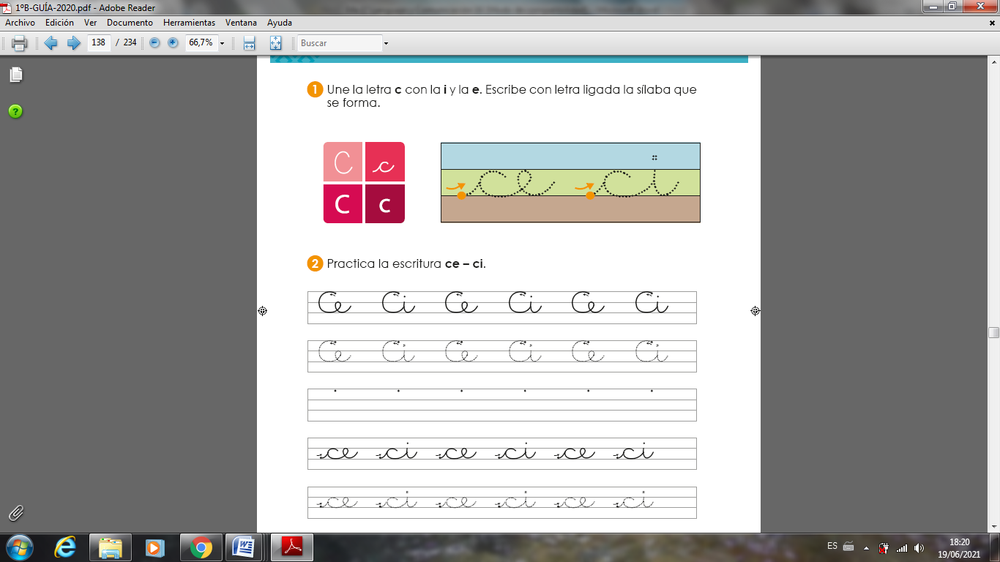 1ºB-GUÍA-2020.pdf - Adobe Reader
Archivo Edición Ver Documento Herramientas Ventana Ayuda
138 / 234 66,7% Buscar
1 Une la letra c con la i y la e. Escribe con letra ligada la sílaba que
se forma.
C c
C c
ce ci
2 Practica la escritura ce – ci.
Ce Ci Ce Ci Ce Ci
Ce Ci Ce Ci Ce Ci
ce ci ce ci ce ci
ce ci ce ci ce ci
ES 18:20
19/06/2021